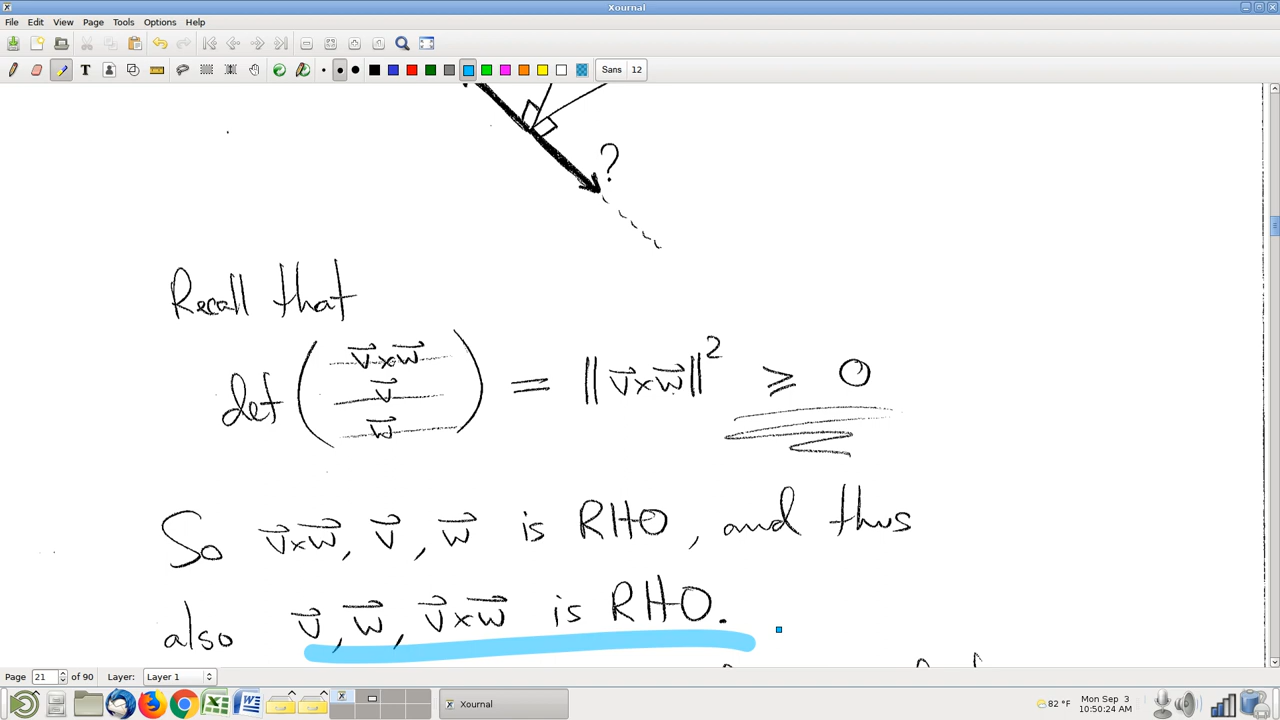 Xournal
File Edit View Page Tools Options Help
Sans 12
?
Recall that
det ( v⃗×w⃗ / v⃗ / w⃗ ) = ||v⃗×w⃗||² ≥ 0
So v⃗×w⃗, v⃗, w⃗ is RHO, and thus
also v⃗, w⃗, v⃗×w⃗ is RHO.
Page 21 of 90 Layer: Layer 1
Xournal
82 °F
Mon Sep 3
10:50:24 AM